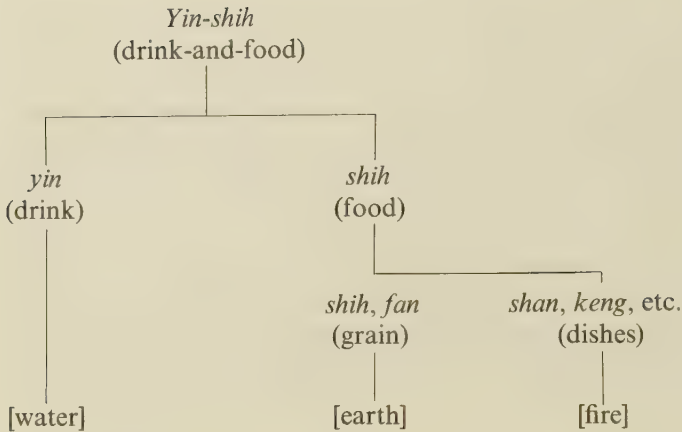 Yin-shih
(drink-and-food)
yin
(drink)
shih
(food)
shih, fan
(grain)
shan, keng, etc.
(dishes)
[water]
[earth]
[fire]